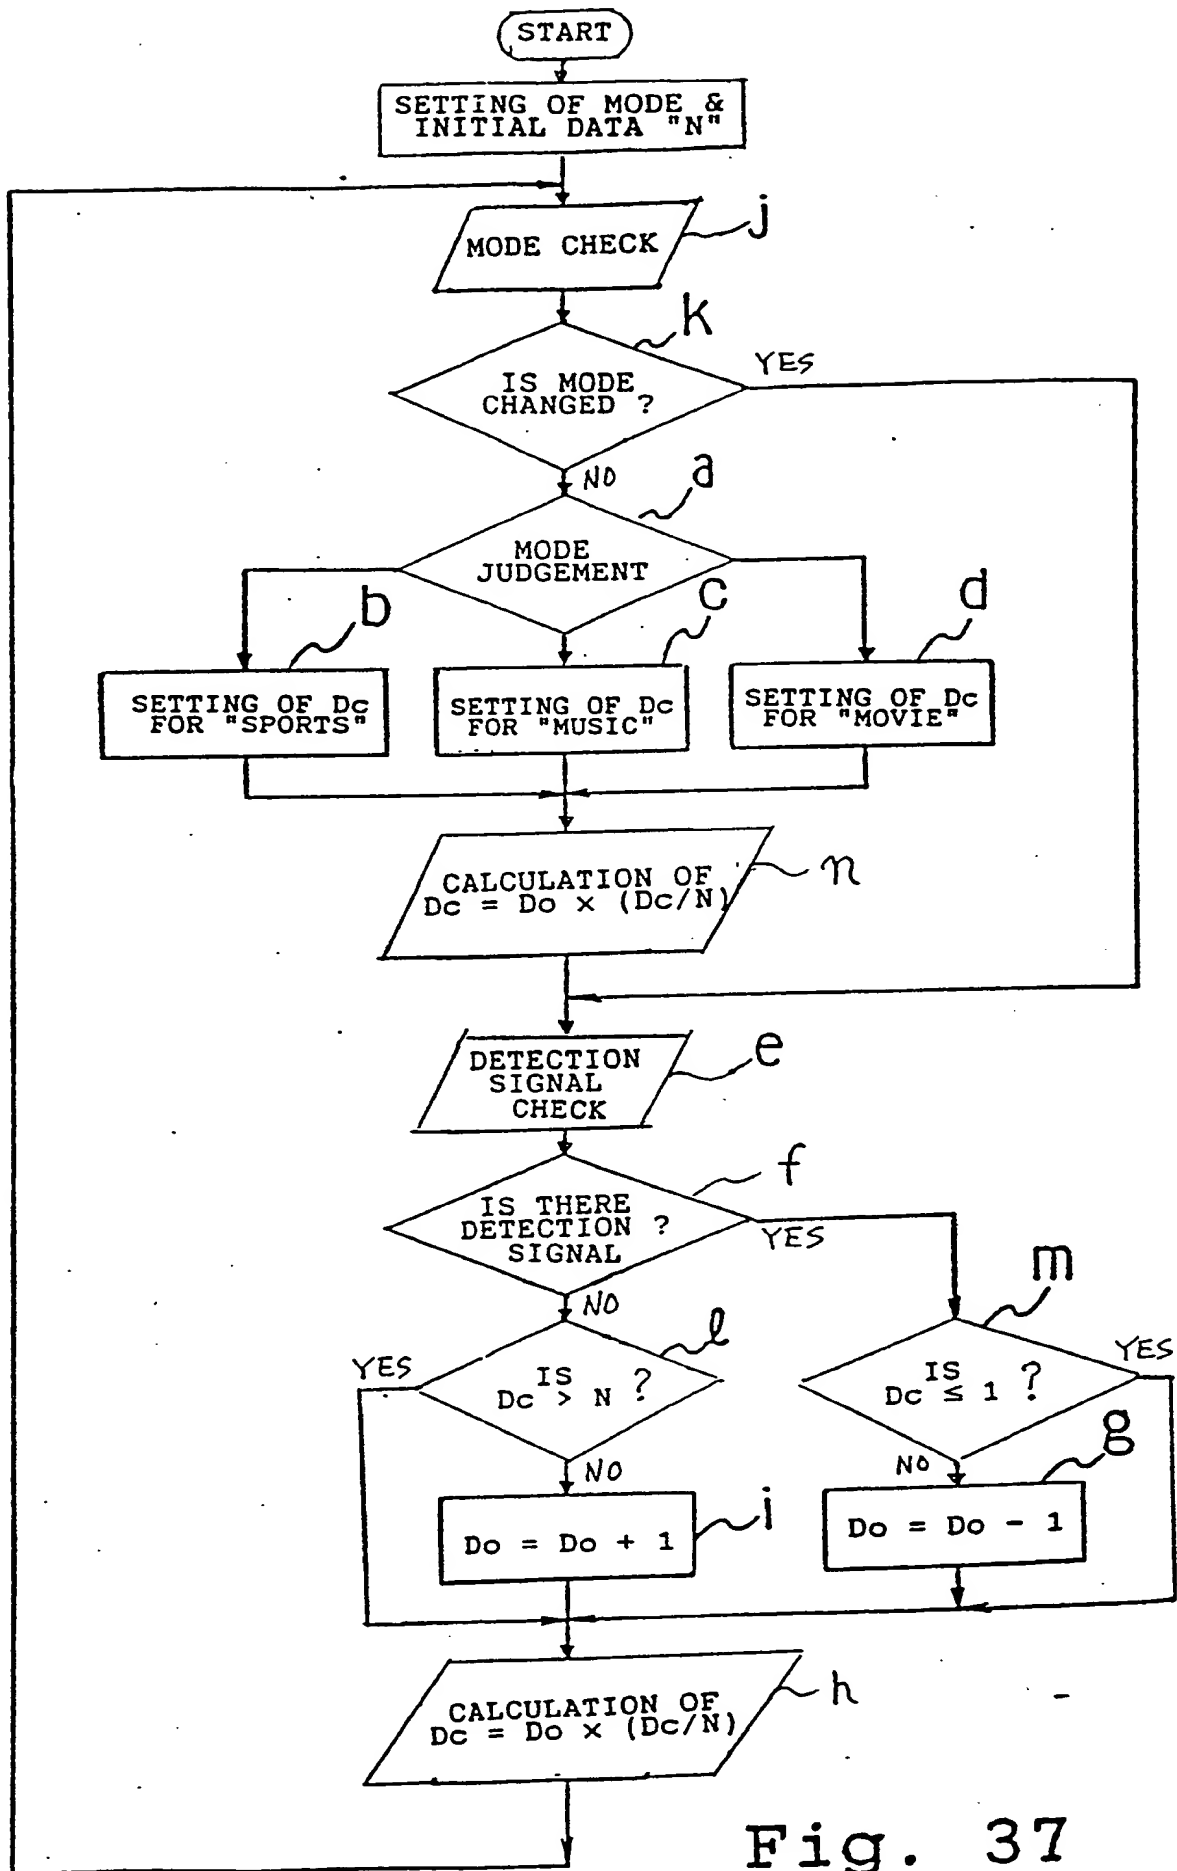 START
SETTING OF MODE &
INITIAL DATA "N"
MODE CHECK
j
k
IS MODE
CHANGED ?
YES
NO
a
MODE
JUDGEMENT
b
c
d
SETTING OF Dc
FOR "SPORTS"
SETTING OF Dc
FOR "MUSIC"
SETTING OF Dc
FOR "MOVIE"
CALCULATION OF
Dc = Do × (Dc/N)
n
DETECTION
SIGNAL
CHECK
e
f
IS THERE
DETECTION ?
SIGNAL
YES
NO
l
m
YES
IS
Dc > N ?
IS
Dc ≤ 1 ?
YES
NO
NO
g
Do = Do + 1
i
Do = Do - 1
CALCULATION OF
Dc = Do × (Dc/N)
h
Fig. 37